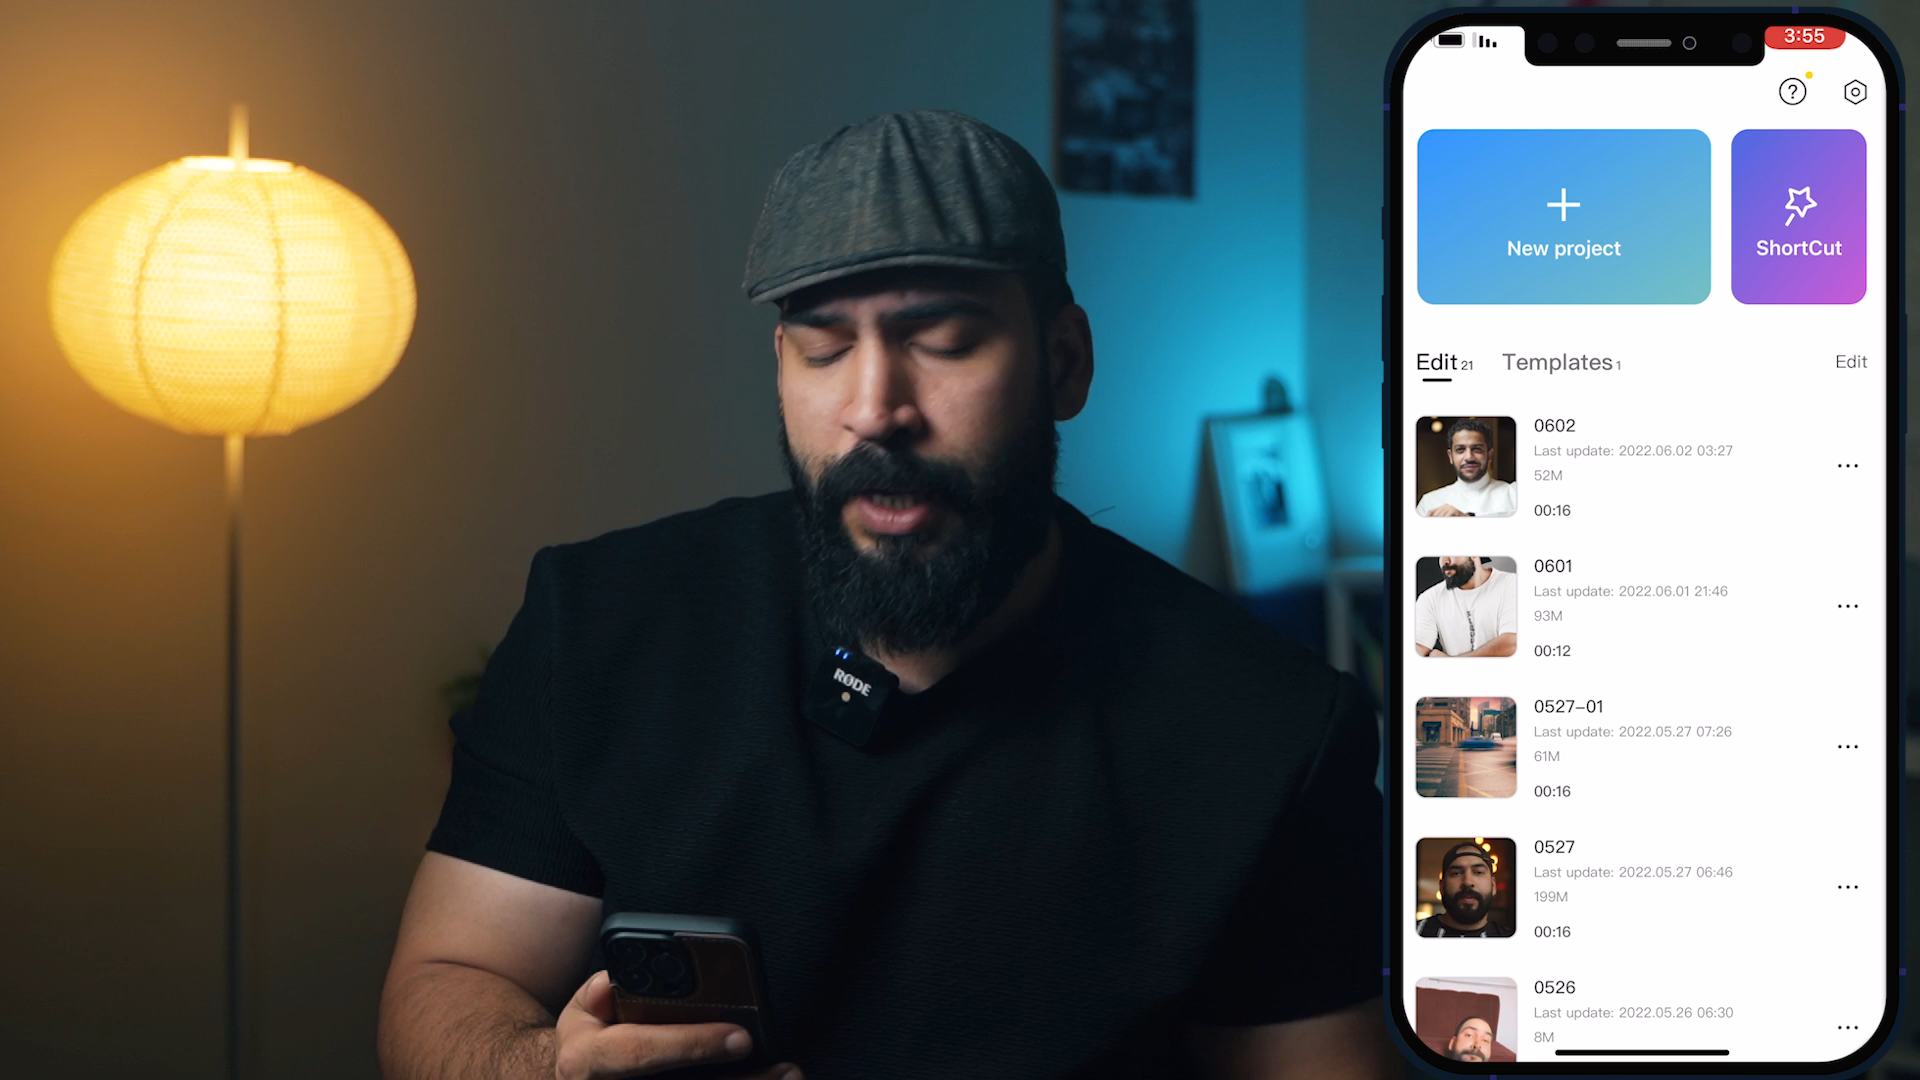 3:55
?
New project
ShortCut
Edit 21
Templates 1
Edit
0602
Last update: 2022.06.02 03:27
52M
00:16
0601
Last update: 2022.06.01 21:46
93M
00:12
0527-01
Last update: 2022.05.27 07:26
61M
00:16
0527
Last update: 2022.05.27 06:46
199M
00:16
0526
Last update: 2022.05.26 06:30
8M
RØDE